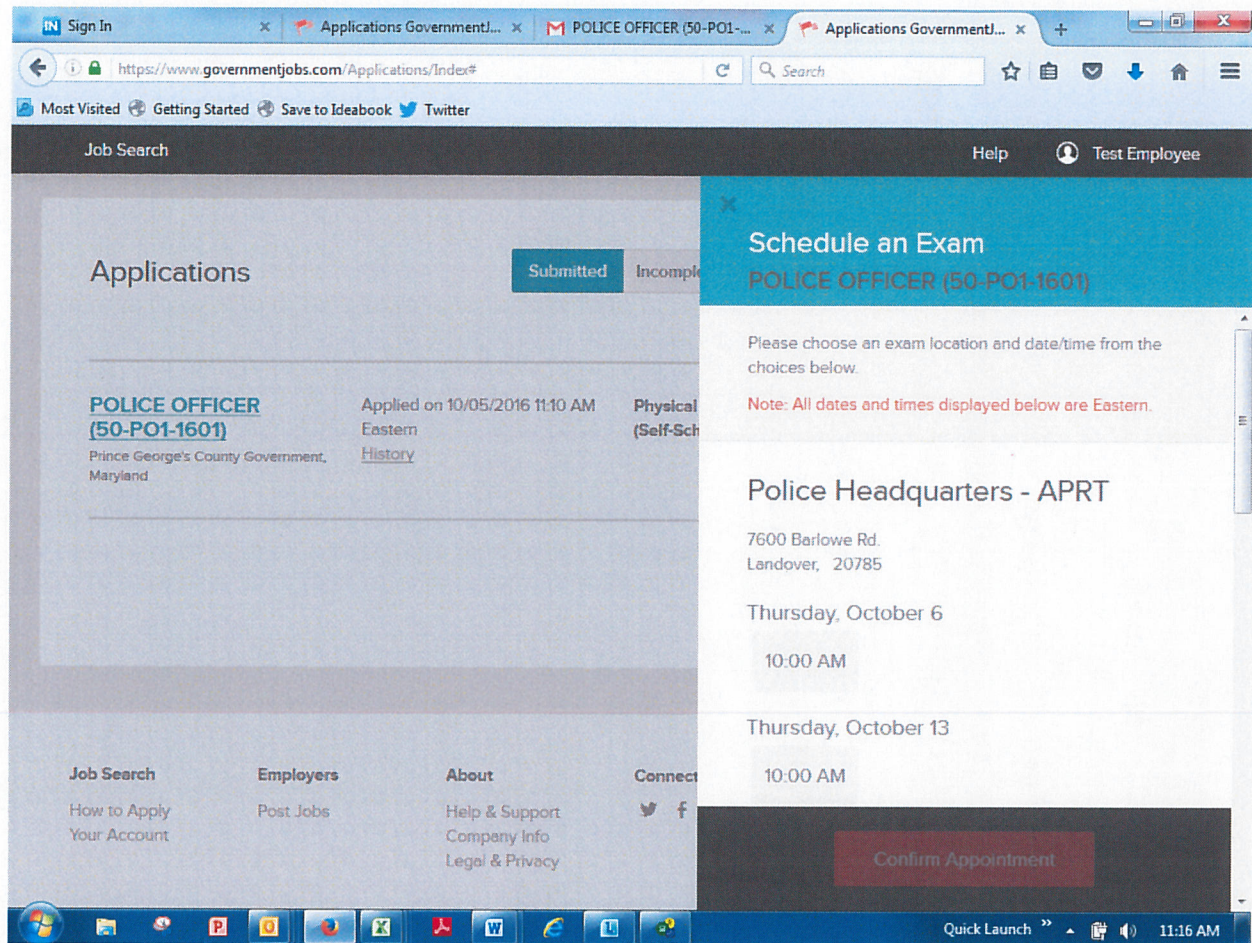 Sign In
Applications GovernmentJ...
POLICE OFFICER (50-PO1-...
Applications GovernmentJ...
https://www.governmentjobs.com/Applications/Index#
Search
Most Visited
Getting Started
Save to Ideabook
Twitter
Job Search
Help
Test Employee
Applications
Submitted
Incomple
POLICE OFFICER
(50-PO1-1601)
Prince George's County Government,
Maryland
Applied on 10/05/2016 11:10 AM
Eastern
History
Physical
(Self-Sch
Schedule an Exam
POLICE OFFICER (50-PO1-1601)
Please choose an exam location and date/time from the
choices below.
Note: All dates and times displayed below are Eastern.
Police Headquarters - APRT
7600 Barlowe Rd.
Landover, 20785
Thursday, October 6
10:00 AM
Thursday, October 13
10:00 AM
Confirm Appointment
Job Search
How to Apply
Your Account
Employers
Post Jobs
About
Help & Support
Company Info
Legal & Privacy
Connect
Quick Launch
11:16 AM